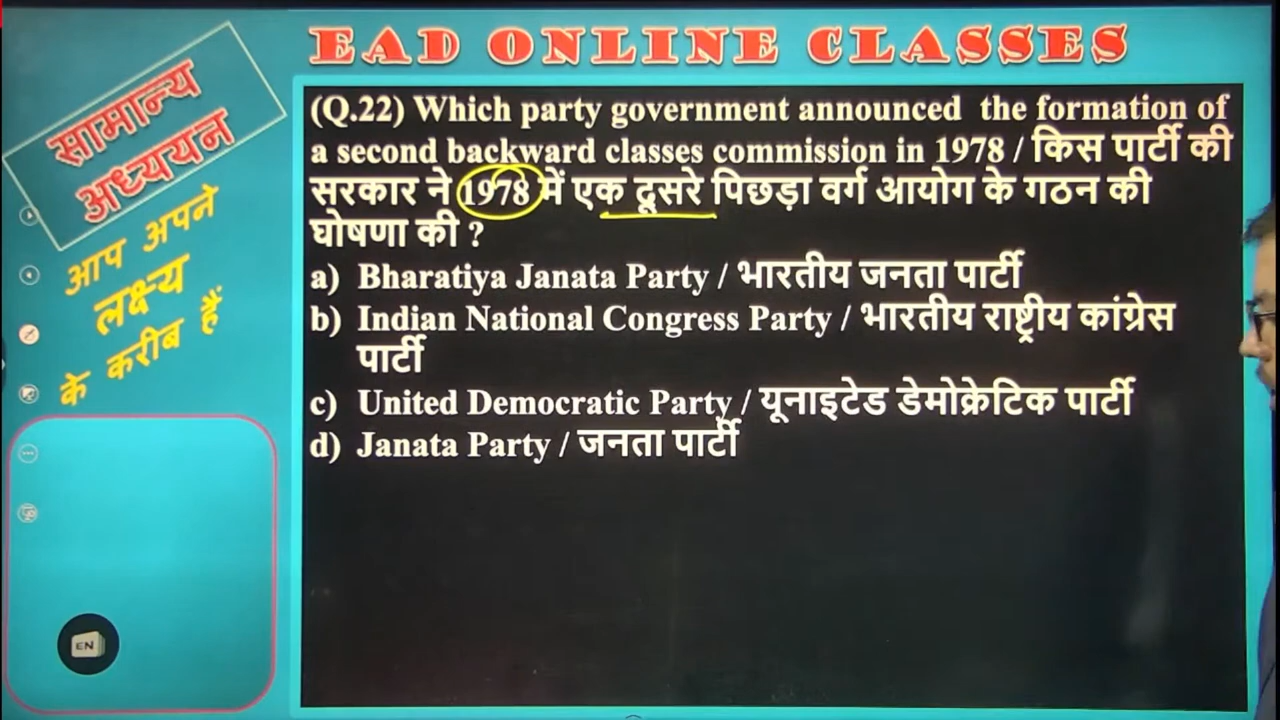 EAD ONLINE CLASSES
सामान्य
अध्ययन
आप अपने
लक्ष्य
के करीब हैं
(Q.22) Which party government announced the formation of
a second backward classes commission in 1978 / किस पार्टी की
सरकार ने 1978 में एक दूसरे पिछड़ा वर्ग आयोग के गठन की
घोषणा की ?
a) Bharatiya Janata Party / भारतीय जनता पार्टी
b) Indian National Congress Party / भारतीय राष्ट्रीय कांग्रेस
पार्टी
c) United Democratic Party / यूनाइटेड डेमोक्रेटिक पार्टी
d) Janata Party / जनता पार्टी
EN